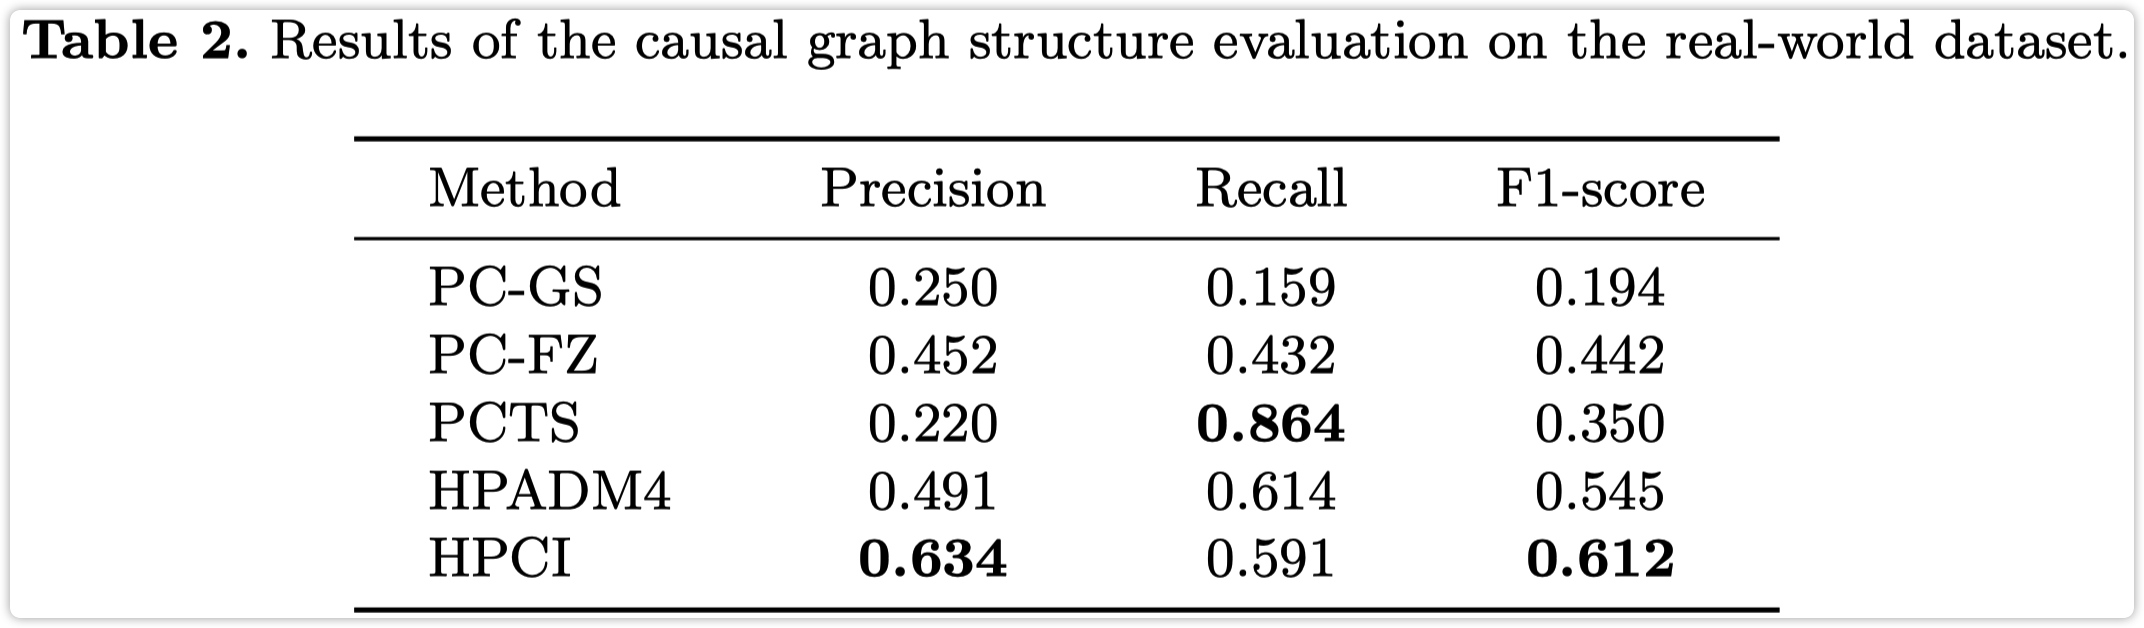 Table 2. Results of the causal graph structure evaluation on the real-world dataset.
Method Precision Recall F1-score
PC-GS 0.250 0.159 0.194
PC-FZ 0.452 0.432 0.442
PCTS 0.220 0.864 0.350
HPADM4 0.491 0.614 0.545
HPCI 0.634 0.591 0.612